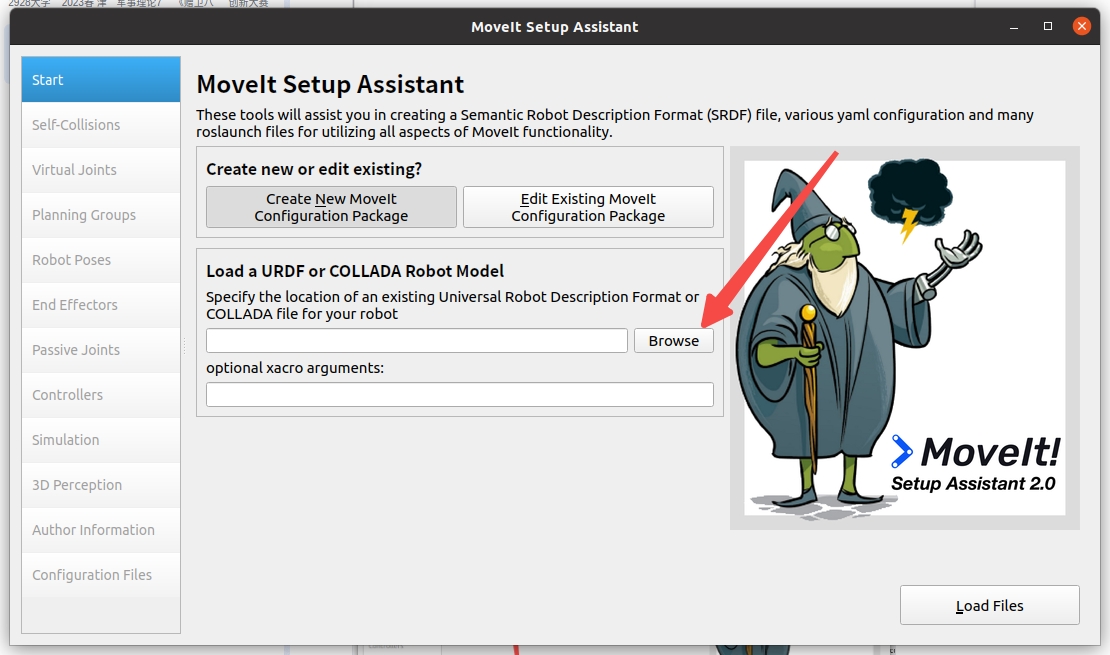 2928大学 2023春 津 军事理论7 《赠卫八 创新大赛
MoveIt Setup Assistant
Start
Self-Collisions
Virtual Joints
Planning Groups
Robot Poses
End Effectors
Passive Joints
Controllers
Simulation
3D Perception
Author Information
Configuration Files
MoveIt Setup Assistant
These tools will assist you in creating a Semantic Robot Description Format (SRDF) file, various yaml configuration and many
roslaunch files for utilizing all aspects of MoveIt functionality.
Create new or edit existing?
Create New MoveIt
Configuration Package
Edit Existing MoveIt
Configuration Package
Load a URDF or COLLADA Robot Model
Specify the location of an existing Universal Robot Description Format or
COLLADA file for your robot
Browse
optional xacro arguments:
MoveIt!
Setup Assistant 2.0
Load Files